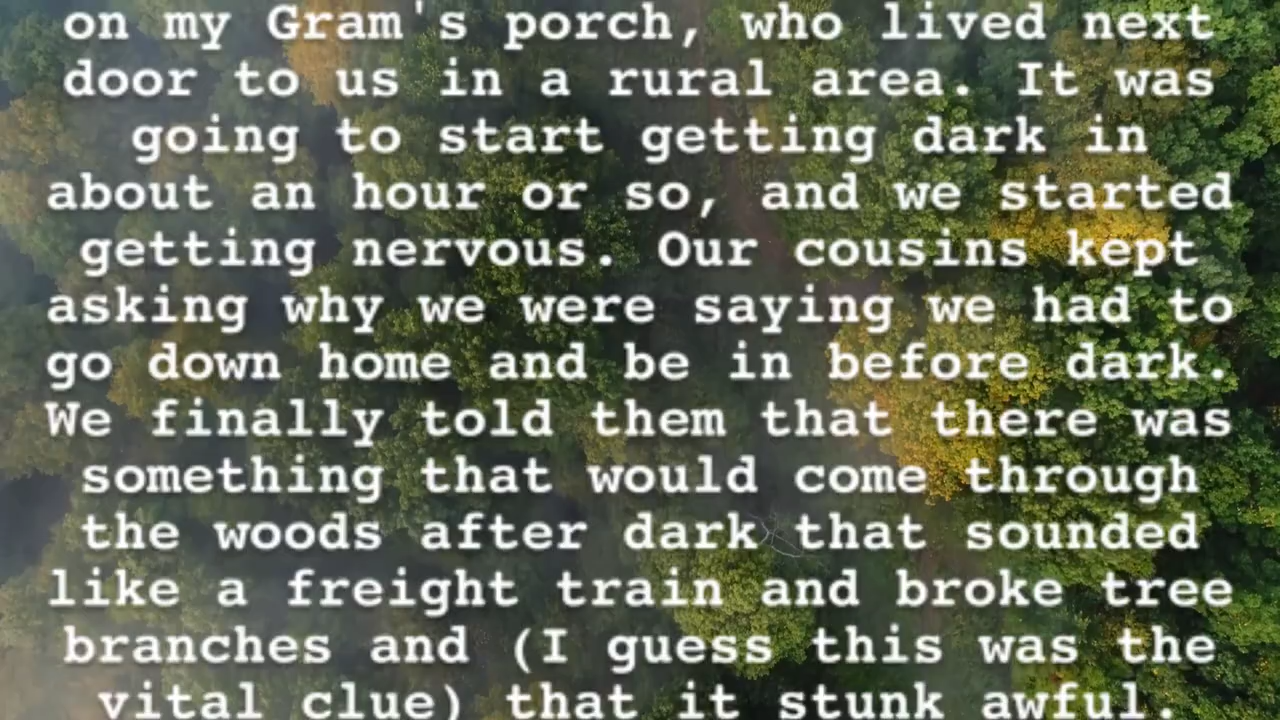 on my Gram's porch, who lived next
door to us in a rural area. It was
going to start getting dark in
about an hour or so, and we started
getting nervous. Our cousins kept
asking why we were saying we had to
go down home and be in before dark.
We finally told them that there was
something that would come through
the woods after dark that sounded
like a freight train and broke tree
branches and (I guess this was the
vital clue) that it stunk awful.